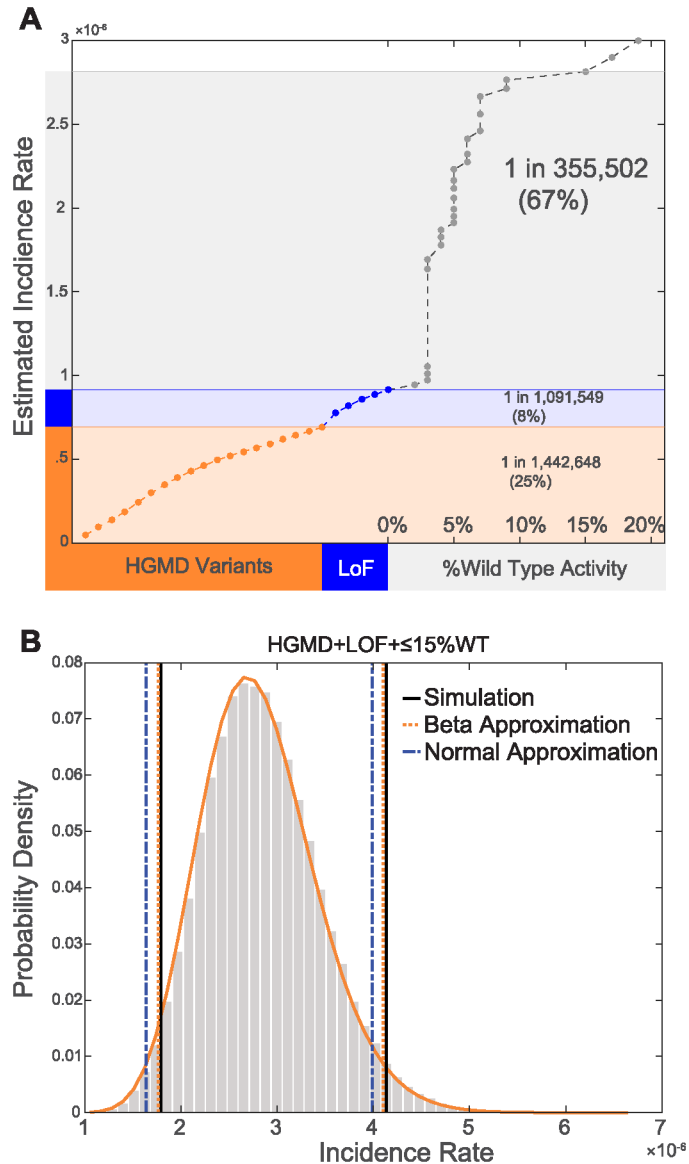 A
×10⁻⁶
3
2.5
2
1.5
1
.5
0
Estimated Incdience Rate
1 in 355,502
(67%)
1 in 1,091,549
(8%)
1 in 1,442,648
(25%)
0% 5% 10% 15% 20%
HGMD Variants LoF %Wild Type Activity
B
HGMD+LOF+≤15%WT
0.08
0.07
0.06
0.05
0.04
0.03
0.02
0.01
0
Probability Density
Simulation
Beta Approximation
Normal Approximation
1 2 3 4 5 6 7
×10⁻⁶
Incidence Rate